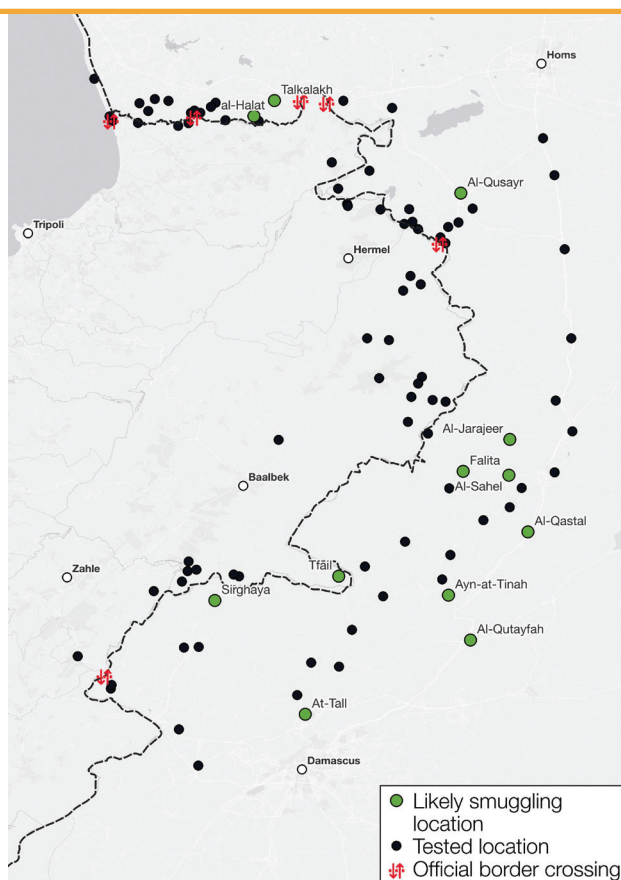 Homs
Talkalakh
al-Halat
Al-Qusayr
Tripoli
Hermel
Al-Jarajeer
Falita
Baalbek
Al-Sahel
Al-Qastal
Tfāil
Zahle
Ayn-at-Tinah
Sirghaya
Al-Qutayfah
At-Tall
Damascus
Likely smuggling
location
Tested location
Official border crossing